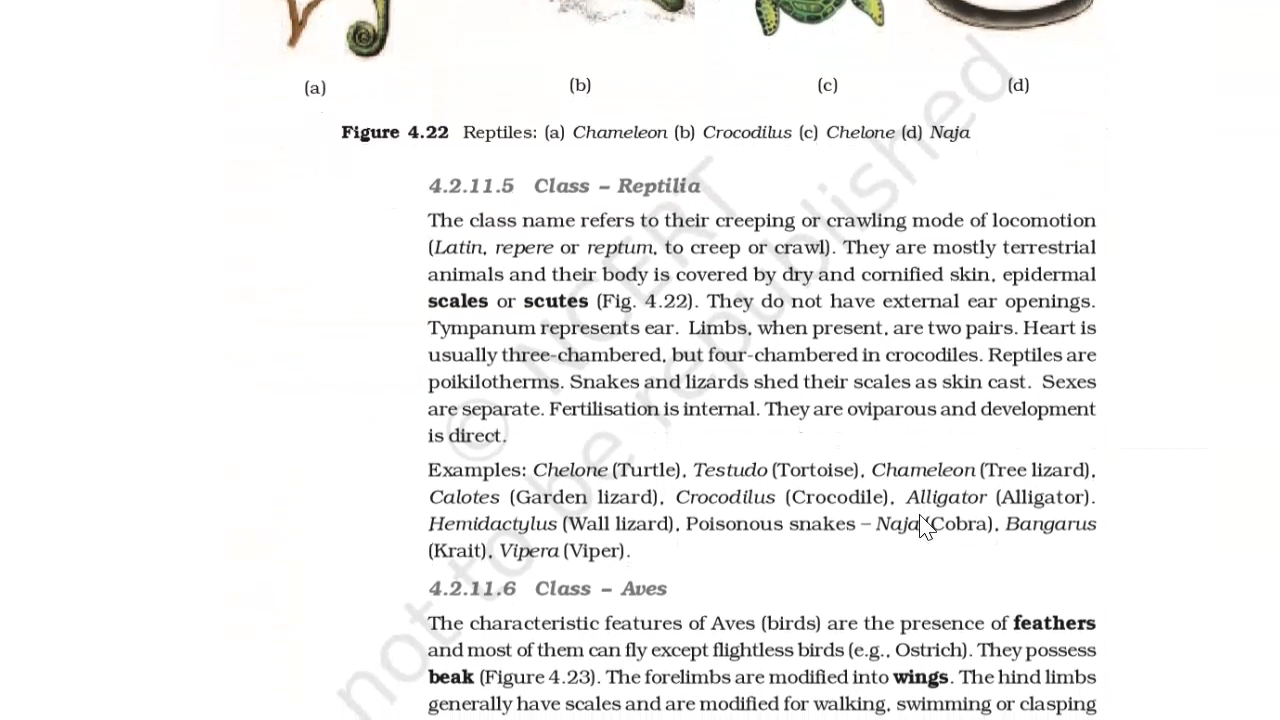 (a) (b) (c) (d)
Figure 4.22 Reptiles: (a) Chameleon (b) Crocodilus (c) Chelone (d) Naja
4.2.11.5 Class – Reptilia
The class name refers to their creeping or crawling mode of locomotion
(Latin, repere or reptum, to creep or crawl). They are mostly terrestrial
animals and their body is covered by dry and cornified skin, epidermal
scales or scutes (Fig. 4.22). They do not have external ear openings.
Tympanum represents ear. Limbs, when present, are two pairs. Heart is
usually three-chambered, but four-chambered in crocodiles. Reptiles are
poikilotherms. Snakes and lizards shed their scales as skin cast. Sexes
are separate. Fertilisation is internal. They are oviparous and development
is direct.
Examples: Chelone (Turtle), Testudo (Tortoise), Chameleon (Tree lizard),
Calotes (Garden lizard), Crocodilus (Crocodile), Alligator (Alligator).
Hemidactylus (Wall lizard), Poisonous snakes – Naja (Cobra), Bangarus
(Krait), Vipera (Viper).
4.2.11.6 Class – Aves
The characteristic features of Aves (birds) are the presence of feathers
and most of them can fly except flightless birds (e.g., Ostrich). They possess
beak (Figure 4.23). The forelimbs are modified into wings. The hind limbs
generally have scales and are modified for walking, swimming or clasping
© NCERT
not to be republished